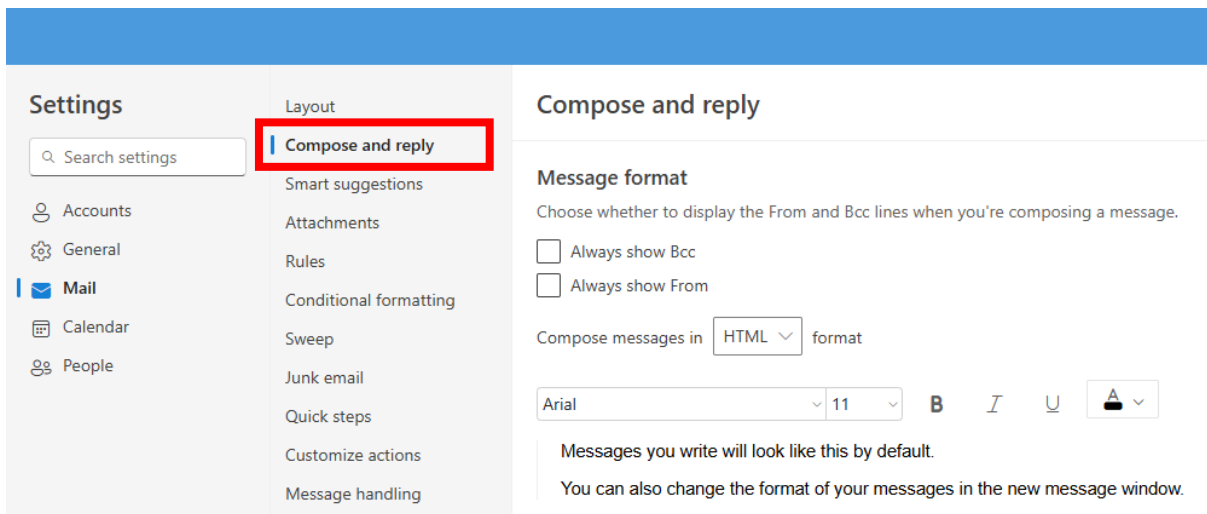 Settings
Search settings
Accounts
General
Mail
Calendar
People
Layout
Compose and reply
Smart suggestions
Attachments
Rules
Conditional formatting
Sweep
Junk email
Quick steps
Customize actions
Message handling
Compose and reply
Message format
Choose whether to display the From and Bcc lines when you're composing a message.
Always show Bcc
Always show From
Compose messages in HTML format
Arial 11 B I U A
Messages you write will look like this by default.
You can also change the format of your messages in the new message window.